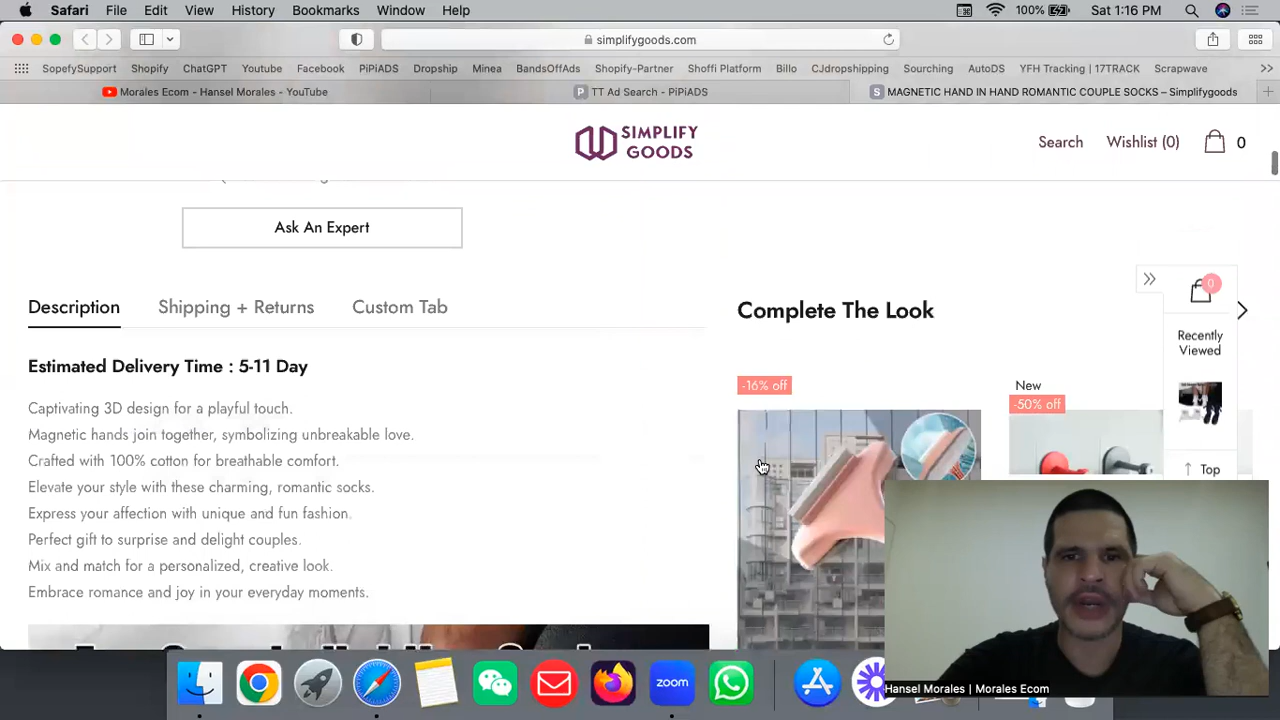 Safari File Edit View History Bookmarks Window Help 100% Sat 1:16 PM
simplifygoods.com
SopefySupport Shopify ChatGPT Youtube Facebook PiPiADS Dropship Minea BandsOffAds Shopify-Partner Shoffi Platform Billo CJdropshipping Sourching AutoDS YFH Tracking | 17TRACK Scrapwave
Morales Ecom - Hansel Morales - YouTube P TT Ad Search - PiPiADS S MAGNETIC HAND IN HAND ROMANTIC COUPLE SOCKS – Simplifygoods
SIMPLIFY
GOODS
Search Wishlist (0) 0
Ask An Expert
0
Description Shipping + Returns Custom Tab
Complete The Look
Recently
Viewed
Estimated Delivery Time : 5-11 Day
-16% off
New
-50% off
Captivating 3D design for a playful touch.
Magnetic hands join together, symbolizing unbreakable love.
Crafted with 100% cotton for breathable comfort.
Top
Elevate your style with these charming, romantic socks.
Express your affection with unique and fun fashion.
Perfect gift to surprise and delight couples.
Mix and match for a personalized, creative look.
Embrace romance and joy in your everyday moments.
zoom
Hansel Morales | Morales Ecom